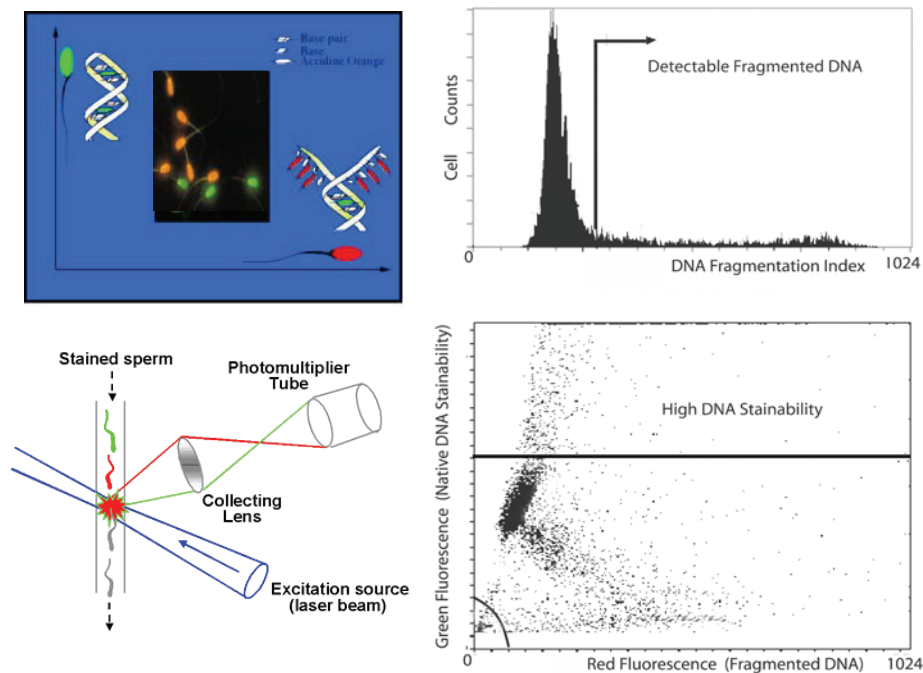 Base pair
Base
Acridine Orange
Cell Counts
Detectable Fragmented DNA
0
DNA Fragmentation Index
1024
Stained sperm
Photomultiplier
Tube
Collecting
Lens
Excitation source
(laser beam)
Green Fluorescence (Native DNA Stainability)
High DNA Stainability
0
Red Fluorescence (Fragmented DNA)
1024